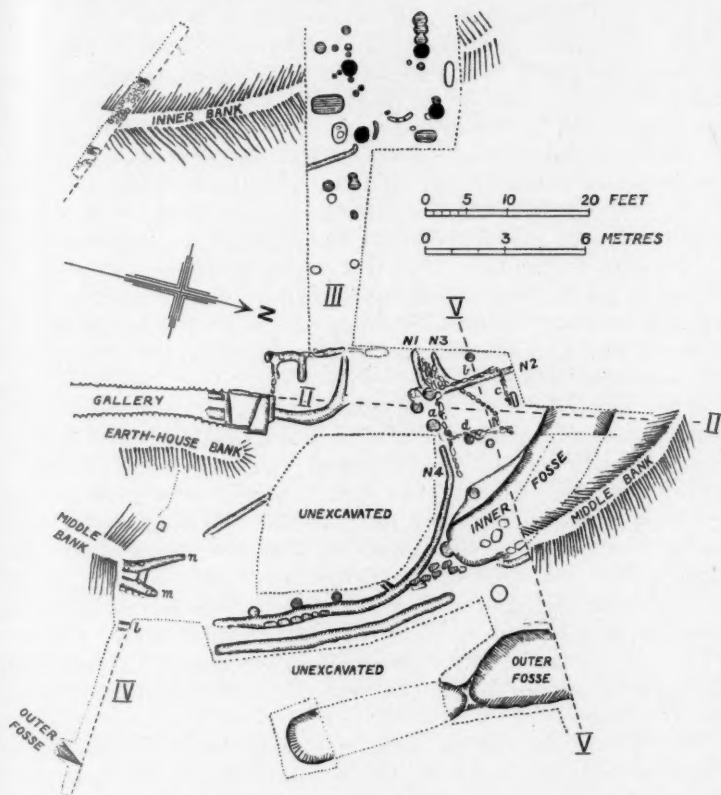 INNER BANK
0 5 10 20 FEET
0 3 6 METRES
N
III
V
N1 N3
b
N2
II
c
GALLERY
a
d
II
EARTH-HOUSE BANK
N4
FOSSE
INNER
UNEXCAVATED
MIDDLE BANK
MIDDLE
BANK
n
m
l
UNEXCAVATED
OUTER
FOSSE
IV
OUTER
FOSSE
V